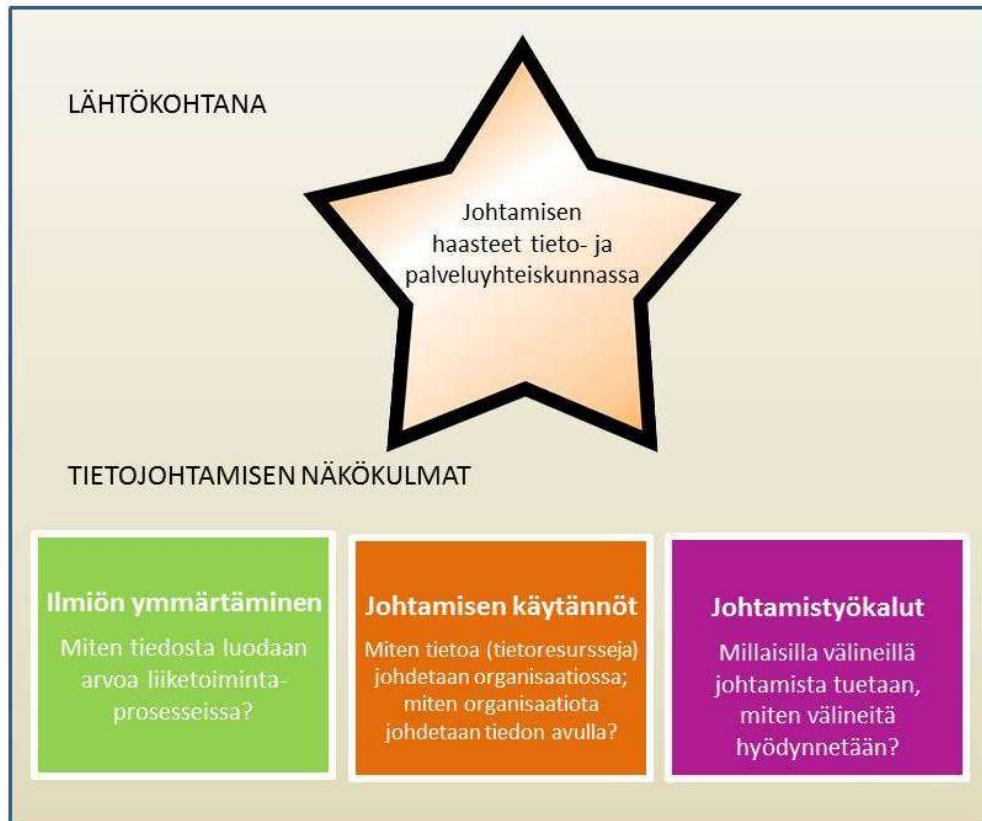 LÄHTÖKOHTANA
Johtamisen
haasteet tieto- ja
palveluyhteiskunnassa
TIETOJOHTAMISEN NÄKÖKULMAT
Ilmiön ymmärtäminen
Miten tiedosta luodaan
arvoa liiketoiminta-
prosesseissa?
Johtamisen käytännöt
Miten tietoa (tietoresursseja)
johdetaan organisaatiossa;
miten organisaatiota
johdetaan tiedon avulla?
Johtamistyökalut
Millaisilla välineillä
johtamista tuetaan,
miten välineitä
hyödynnetään?